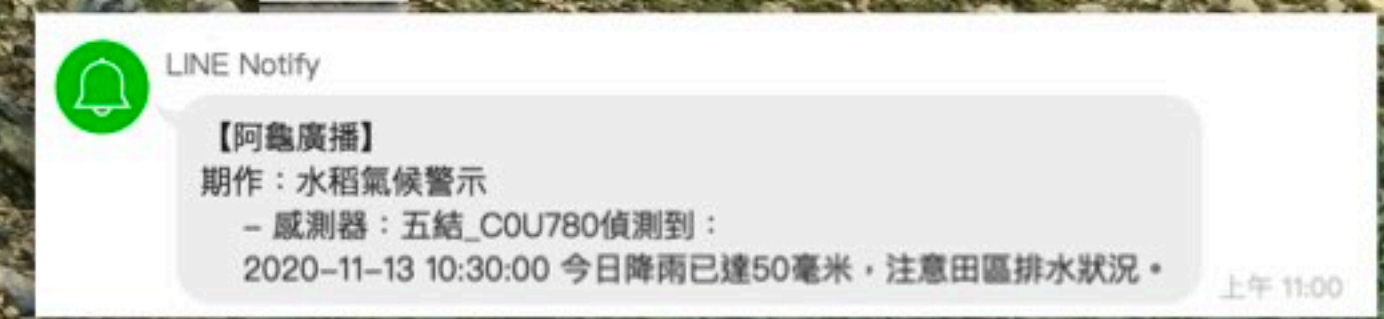 LINE Notify
【阿龜廣播】
期作：水稻氣候警示
– 感測器：五結_C0U780偵測到：
2020–11–13 10:30:00 今日降雨已達50毫米，注意田區排水狀況。
上午 11:00